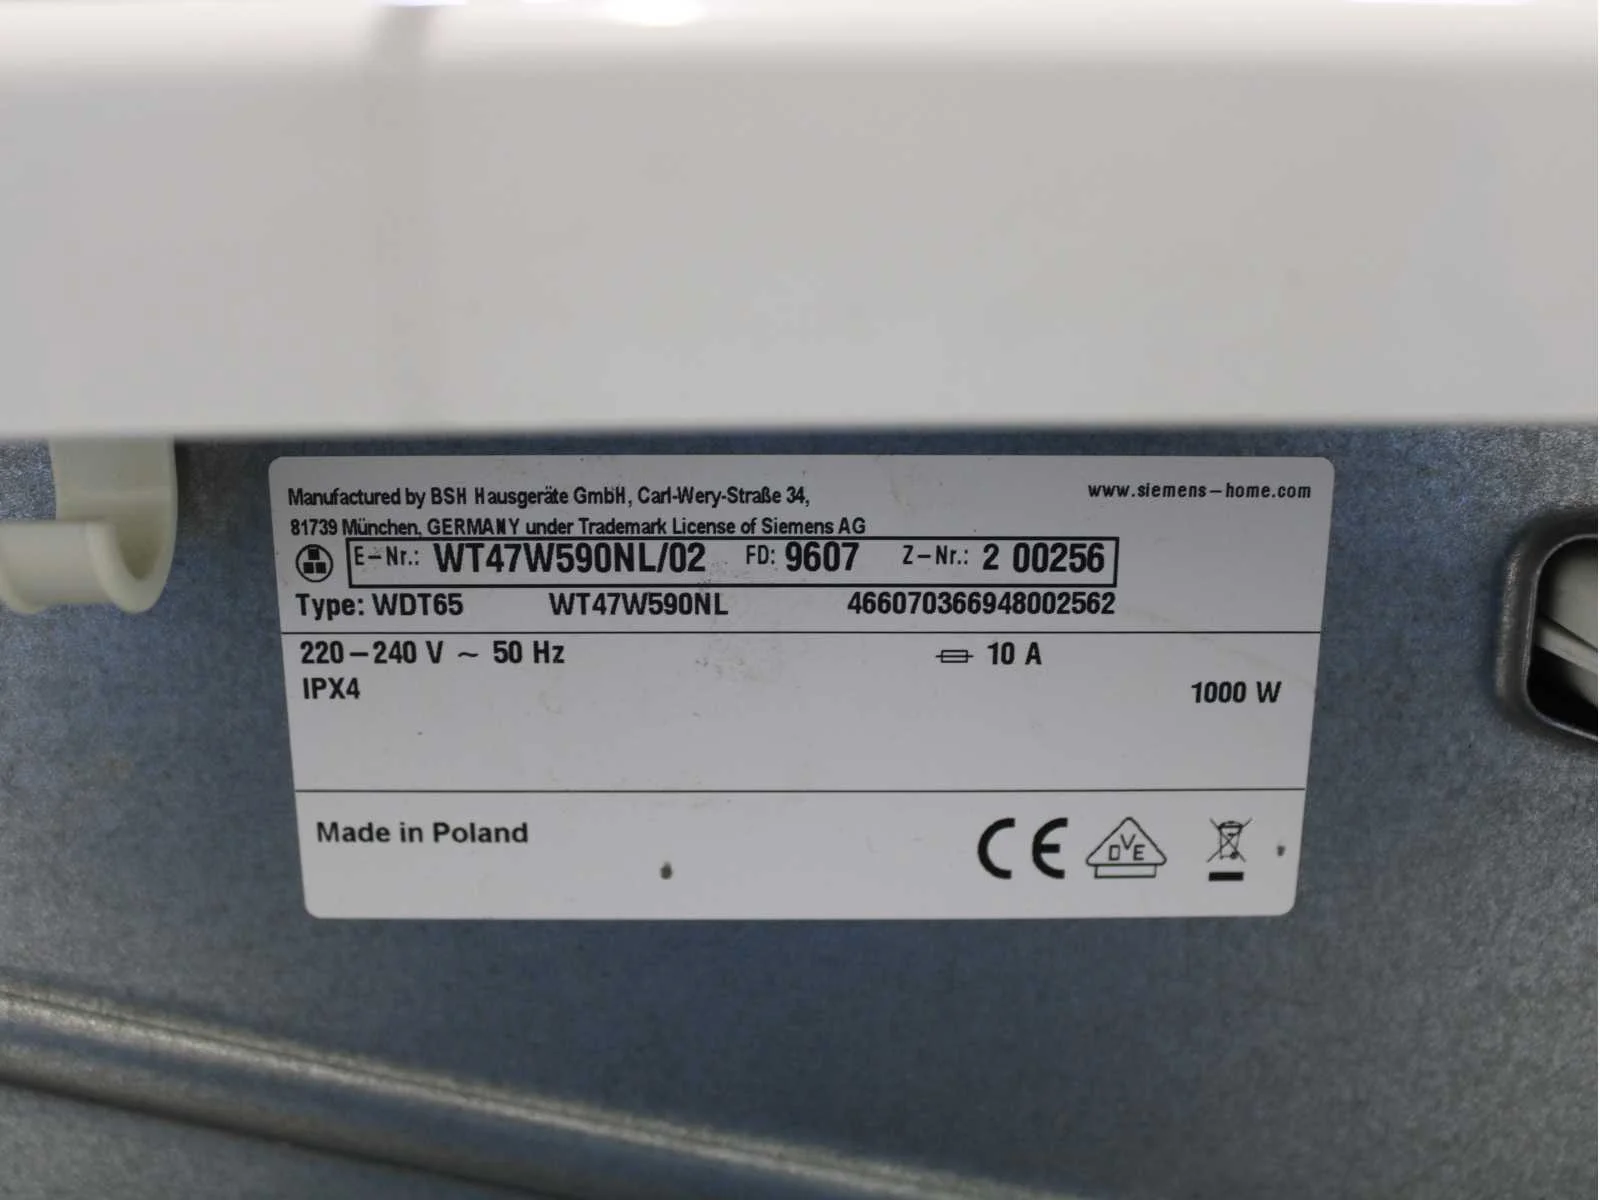 Manufactured by BSH Hausgeräte GmbH, Carl-Wery-Straße 34,
www.siemens-home.com
81739 München, GERMANY under Trademark License of Siemens AG
E-Nr.: WT47W590NL/02 FD: 9607 Z-Nr.: 2 00256
Type: WDT65 WT47W590NL 466070366948002562
220-240 V ~ 50 Hz 10 A
IPX4 1000 W
Made in Poland
CE DVE